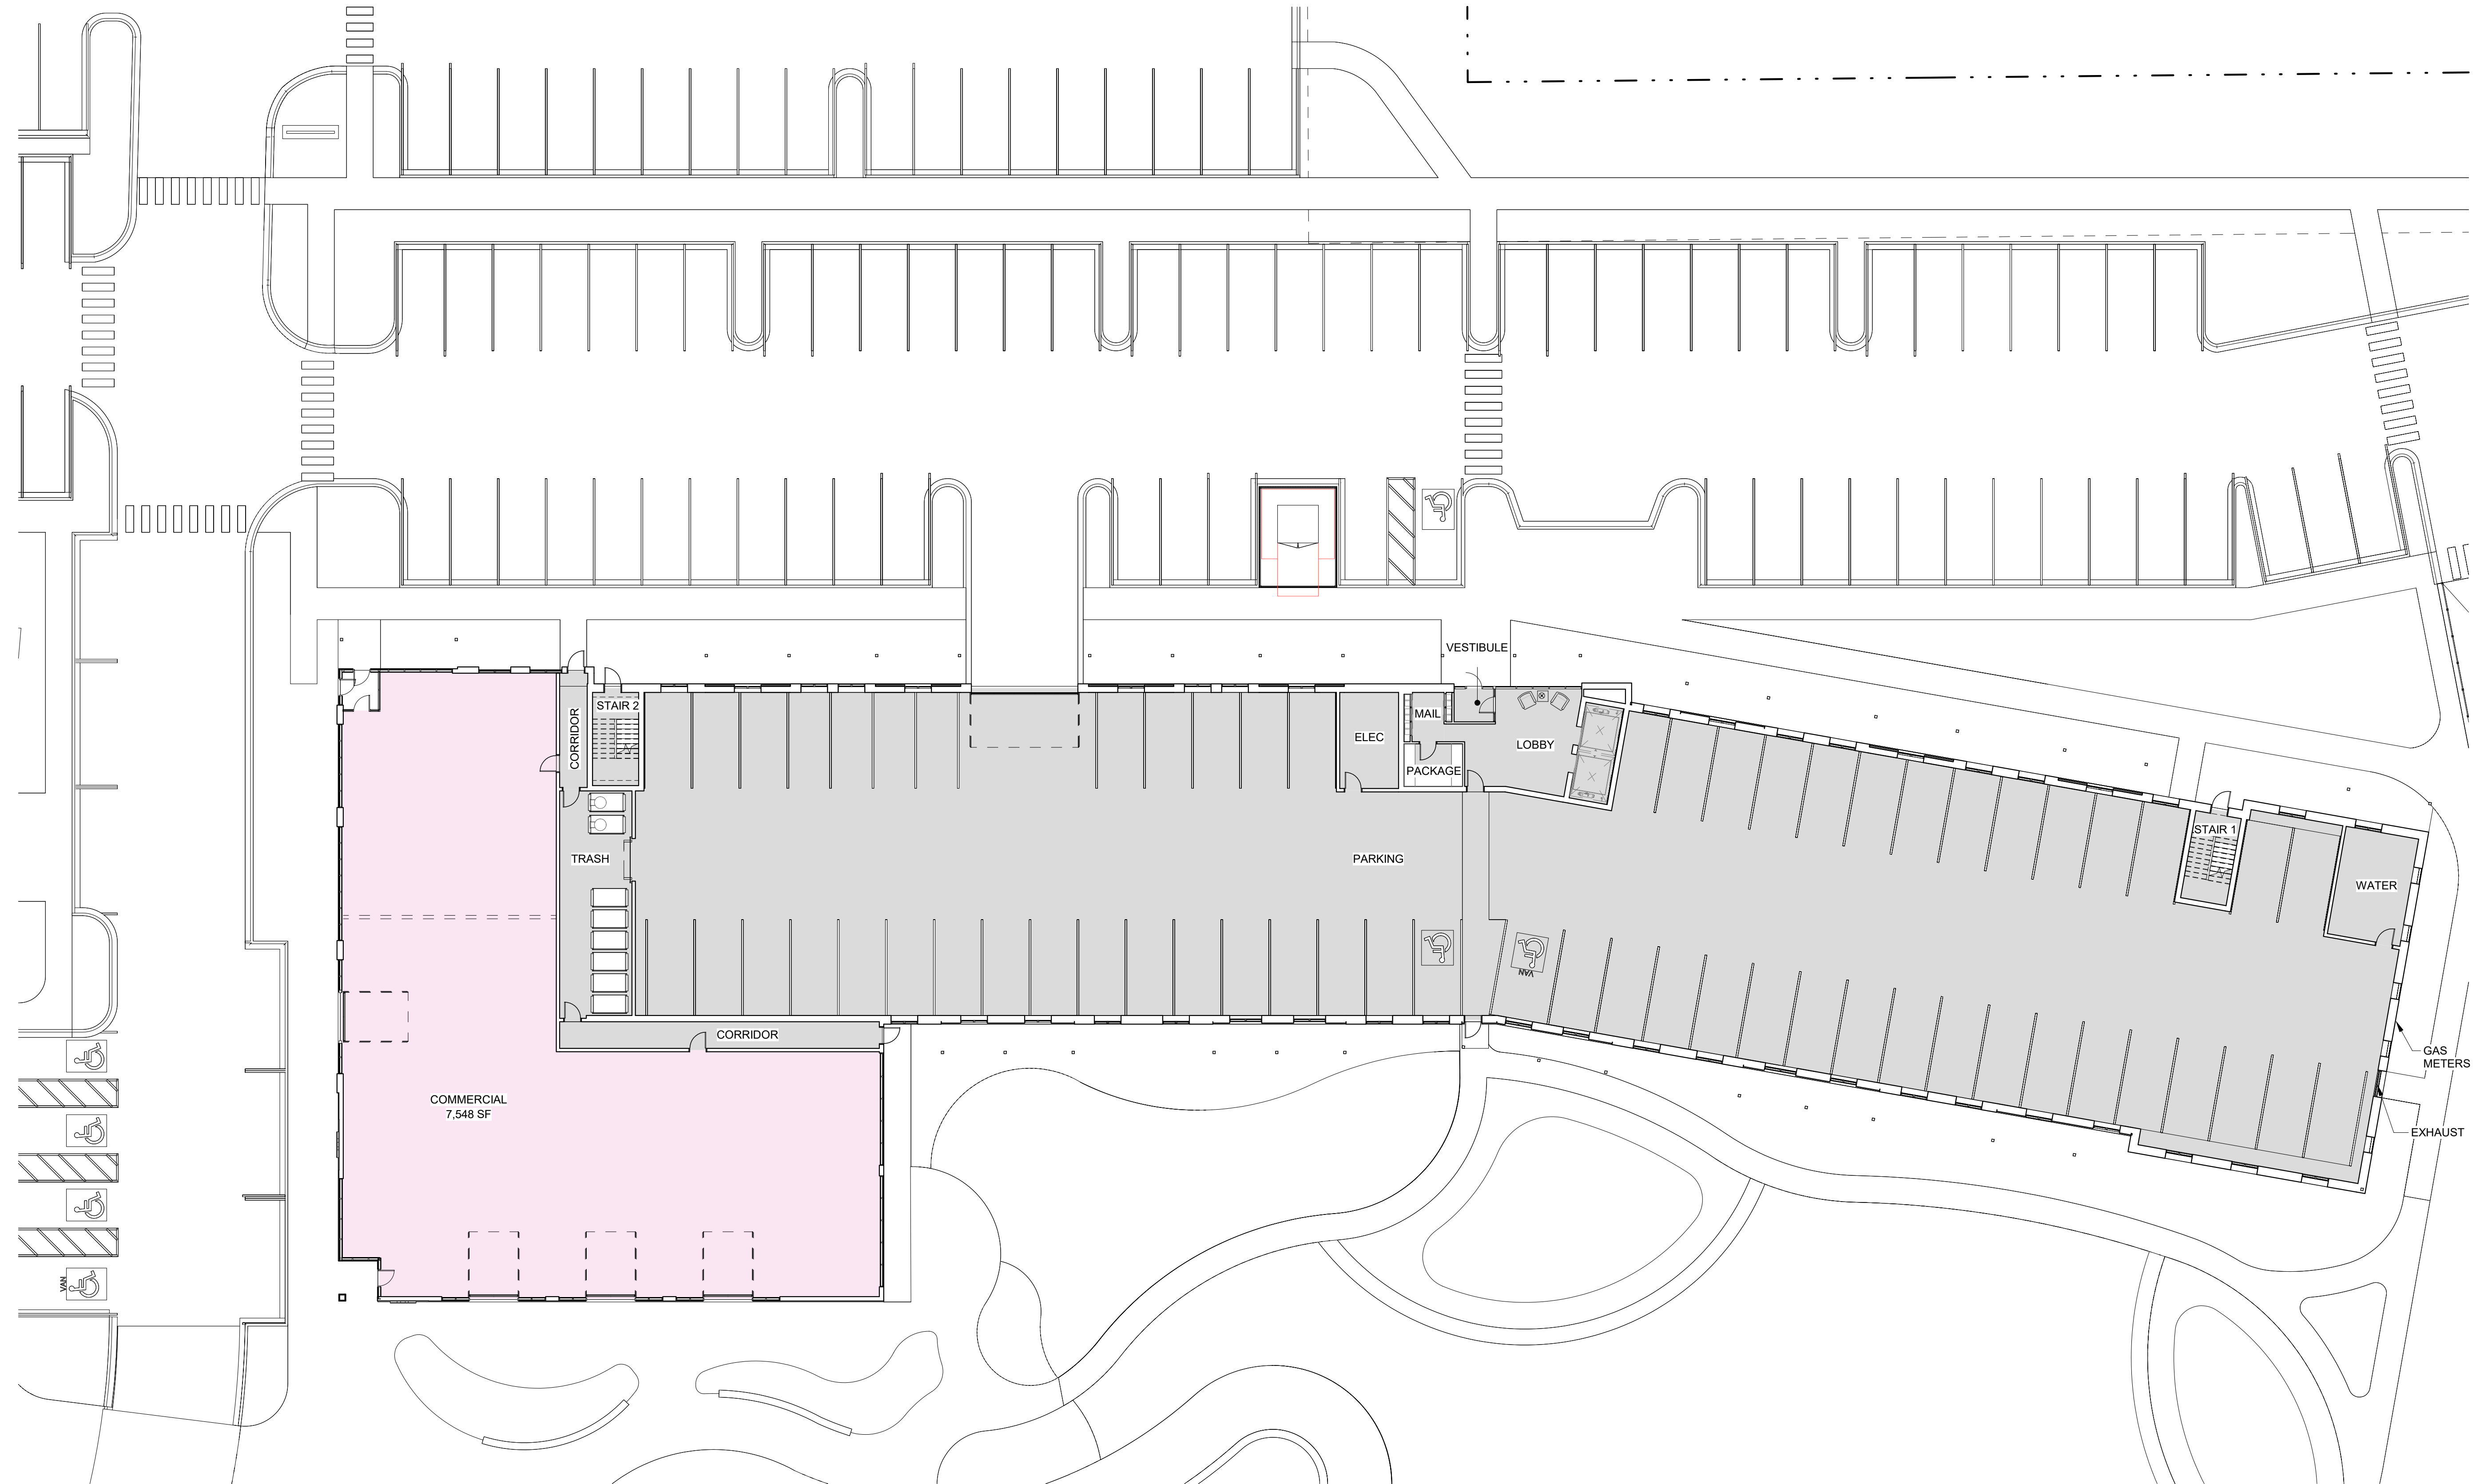 VESTIBULE
STAIR 2
MAIL
CORRIDOR
ELEC
LOBBY
PACKAGE
STAIR 1
TRASH
PARKING
WATER
VAN
CORRIDOR
GAS
METERS
COMMERCIAL
7,548 SF
EXHAUST
VAN